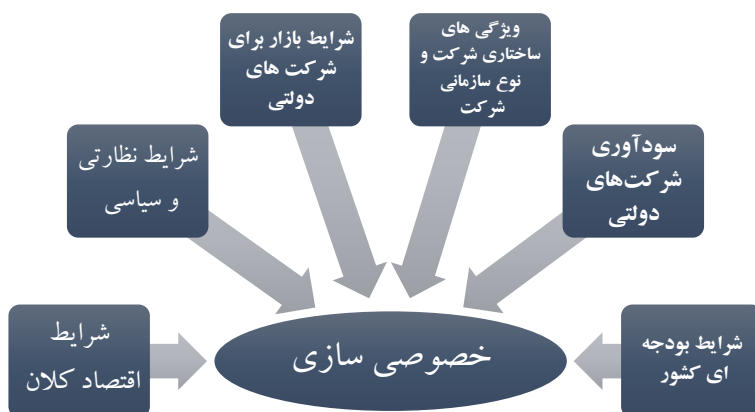 ویژگی های
ساختاری شرکت و
نوع سازمانی
شرکت
شرایط بازار برای
شرکت های
دولتی
سودآوری
شرکت‌های
دولتی
شرایط نظارتی
و سیاسی
شرایط بودجه
ای کشور
خصوصی سازی
شرایط
اقتصاد کلان